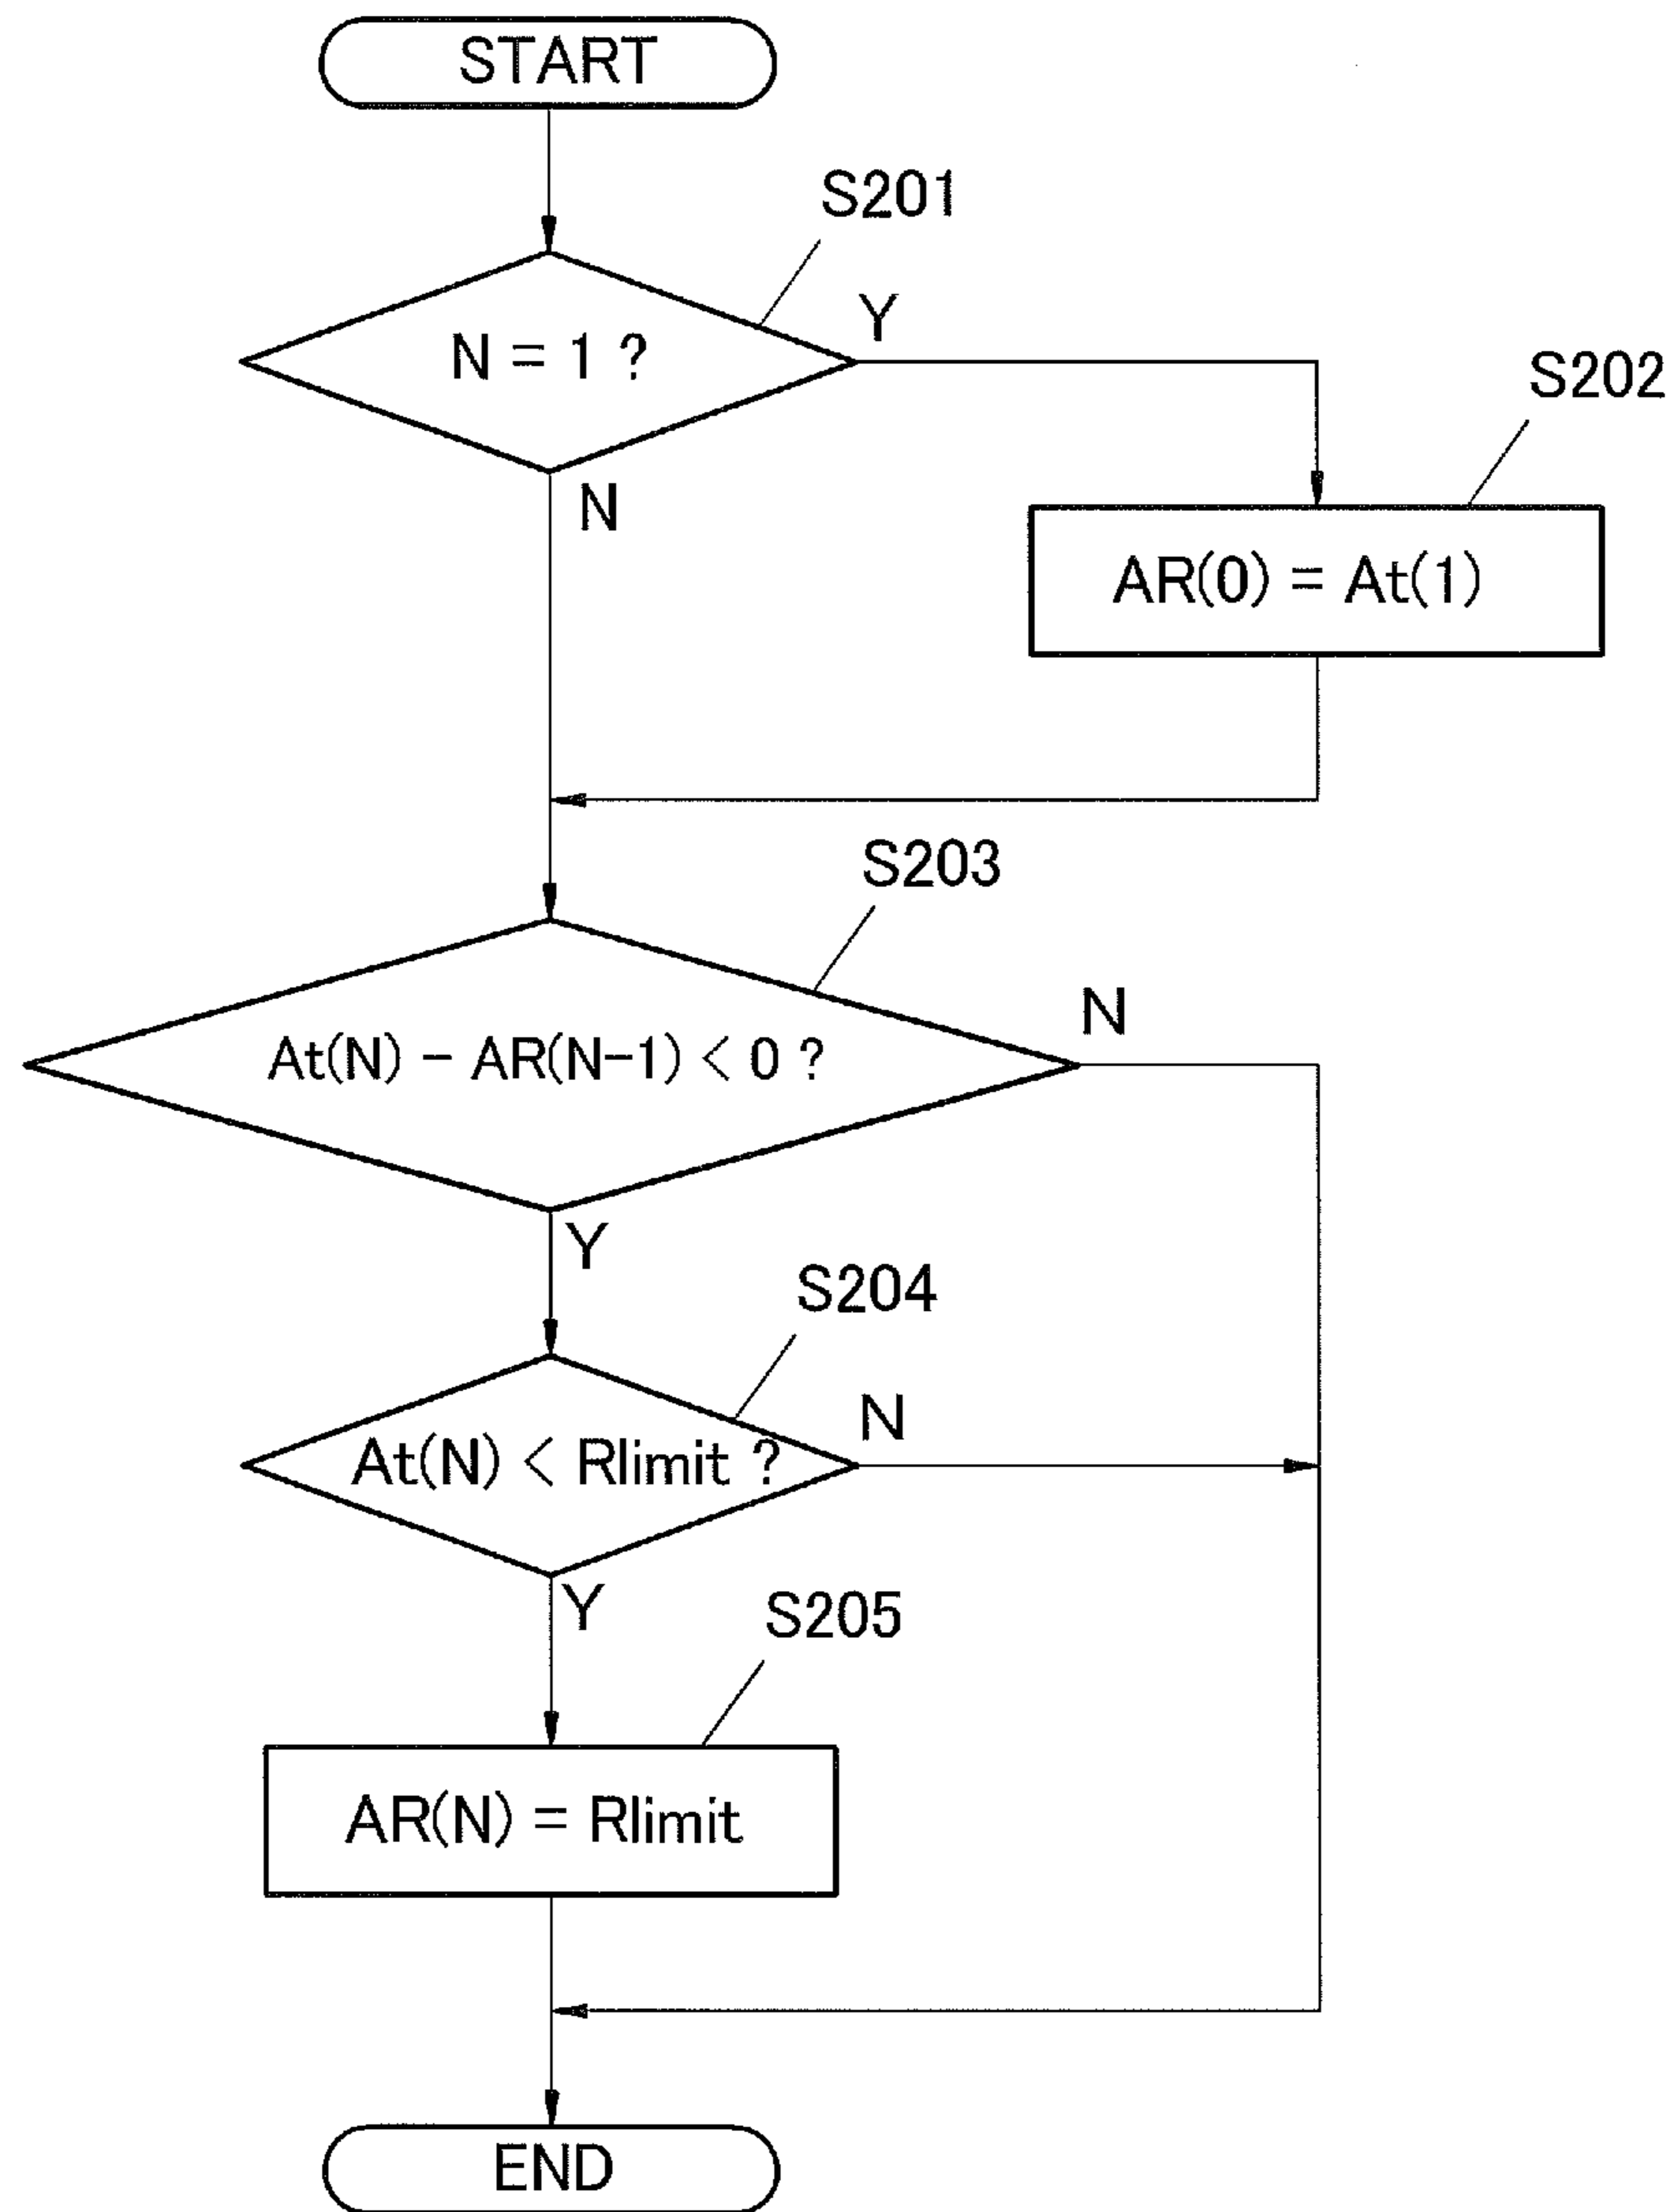 START
S201
N = 1 ?
Y
N
S202
AR(0) = At(1)
S203
At(N) - AR(N-1) < 0 ?
N
Y
S204
At(N) < Rlimit ?
N
Y
S205
AR(N) = Rlimit
END